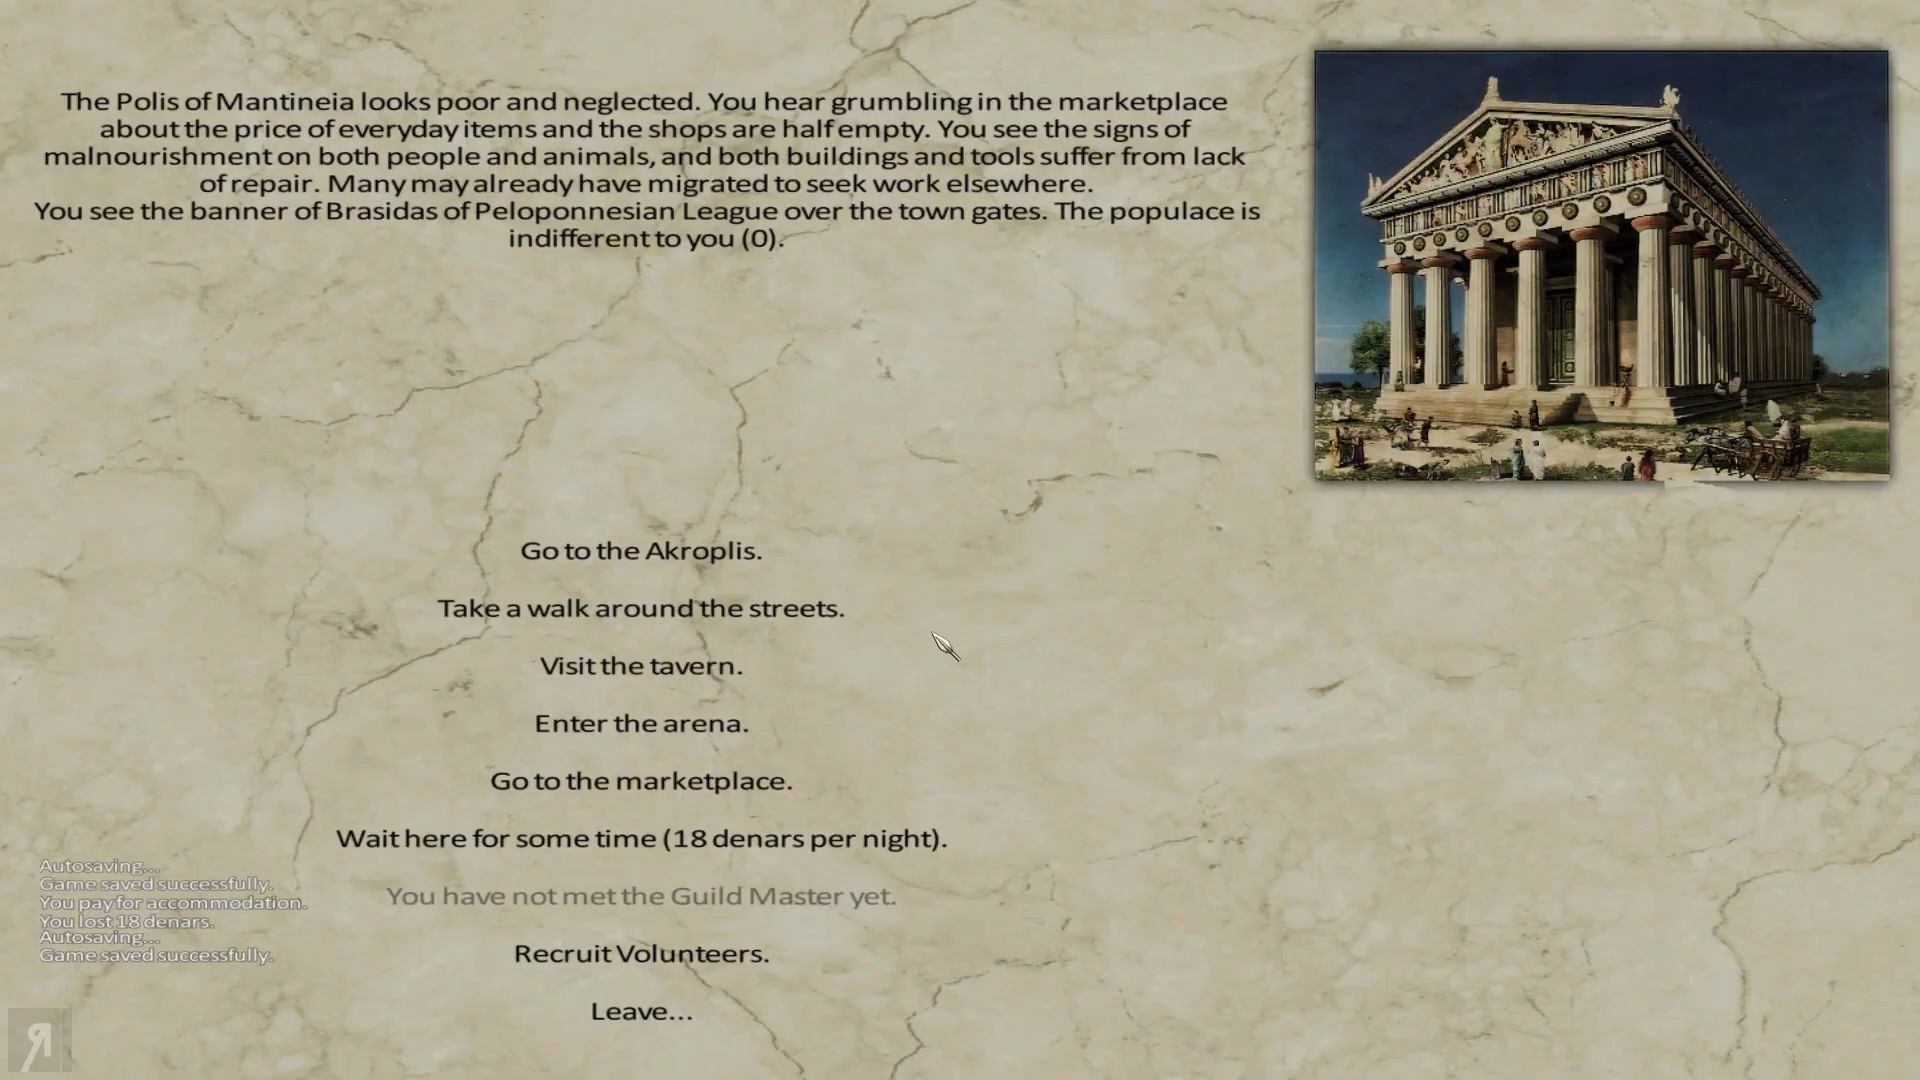 The Polis of Mantineia looks poor and neglected. You hear grumbling in the marketplace
about the price of everyday items and the shops are half empty. You see the signs of
malnourishment on both people and animals, and both buildings and tools suffer from lack
of repair. Many may already have migrated to seek work elsewhere.
You see the banner of Brasidas of Peloponnesian League over the town gates. The populace is
indifferent to you (0).
Go to the Akroplis.
Take a walk around the streets.
Visit the tavern.
Enter the arena.
Go to the marketplace.
Wait here for some time (18 denars per night).
You have not met the Guild Master yet.
Recruit Volunteers.
Leave...
Autosaving...
Game saved successfully.
You pay for accommodation.
You lost 18 denars.
Autosaving...
Game saved successfully.